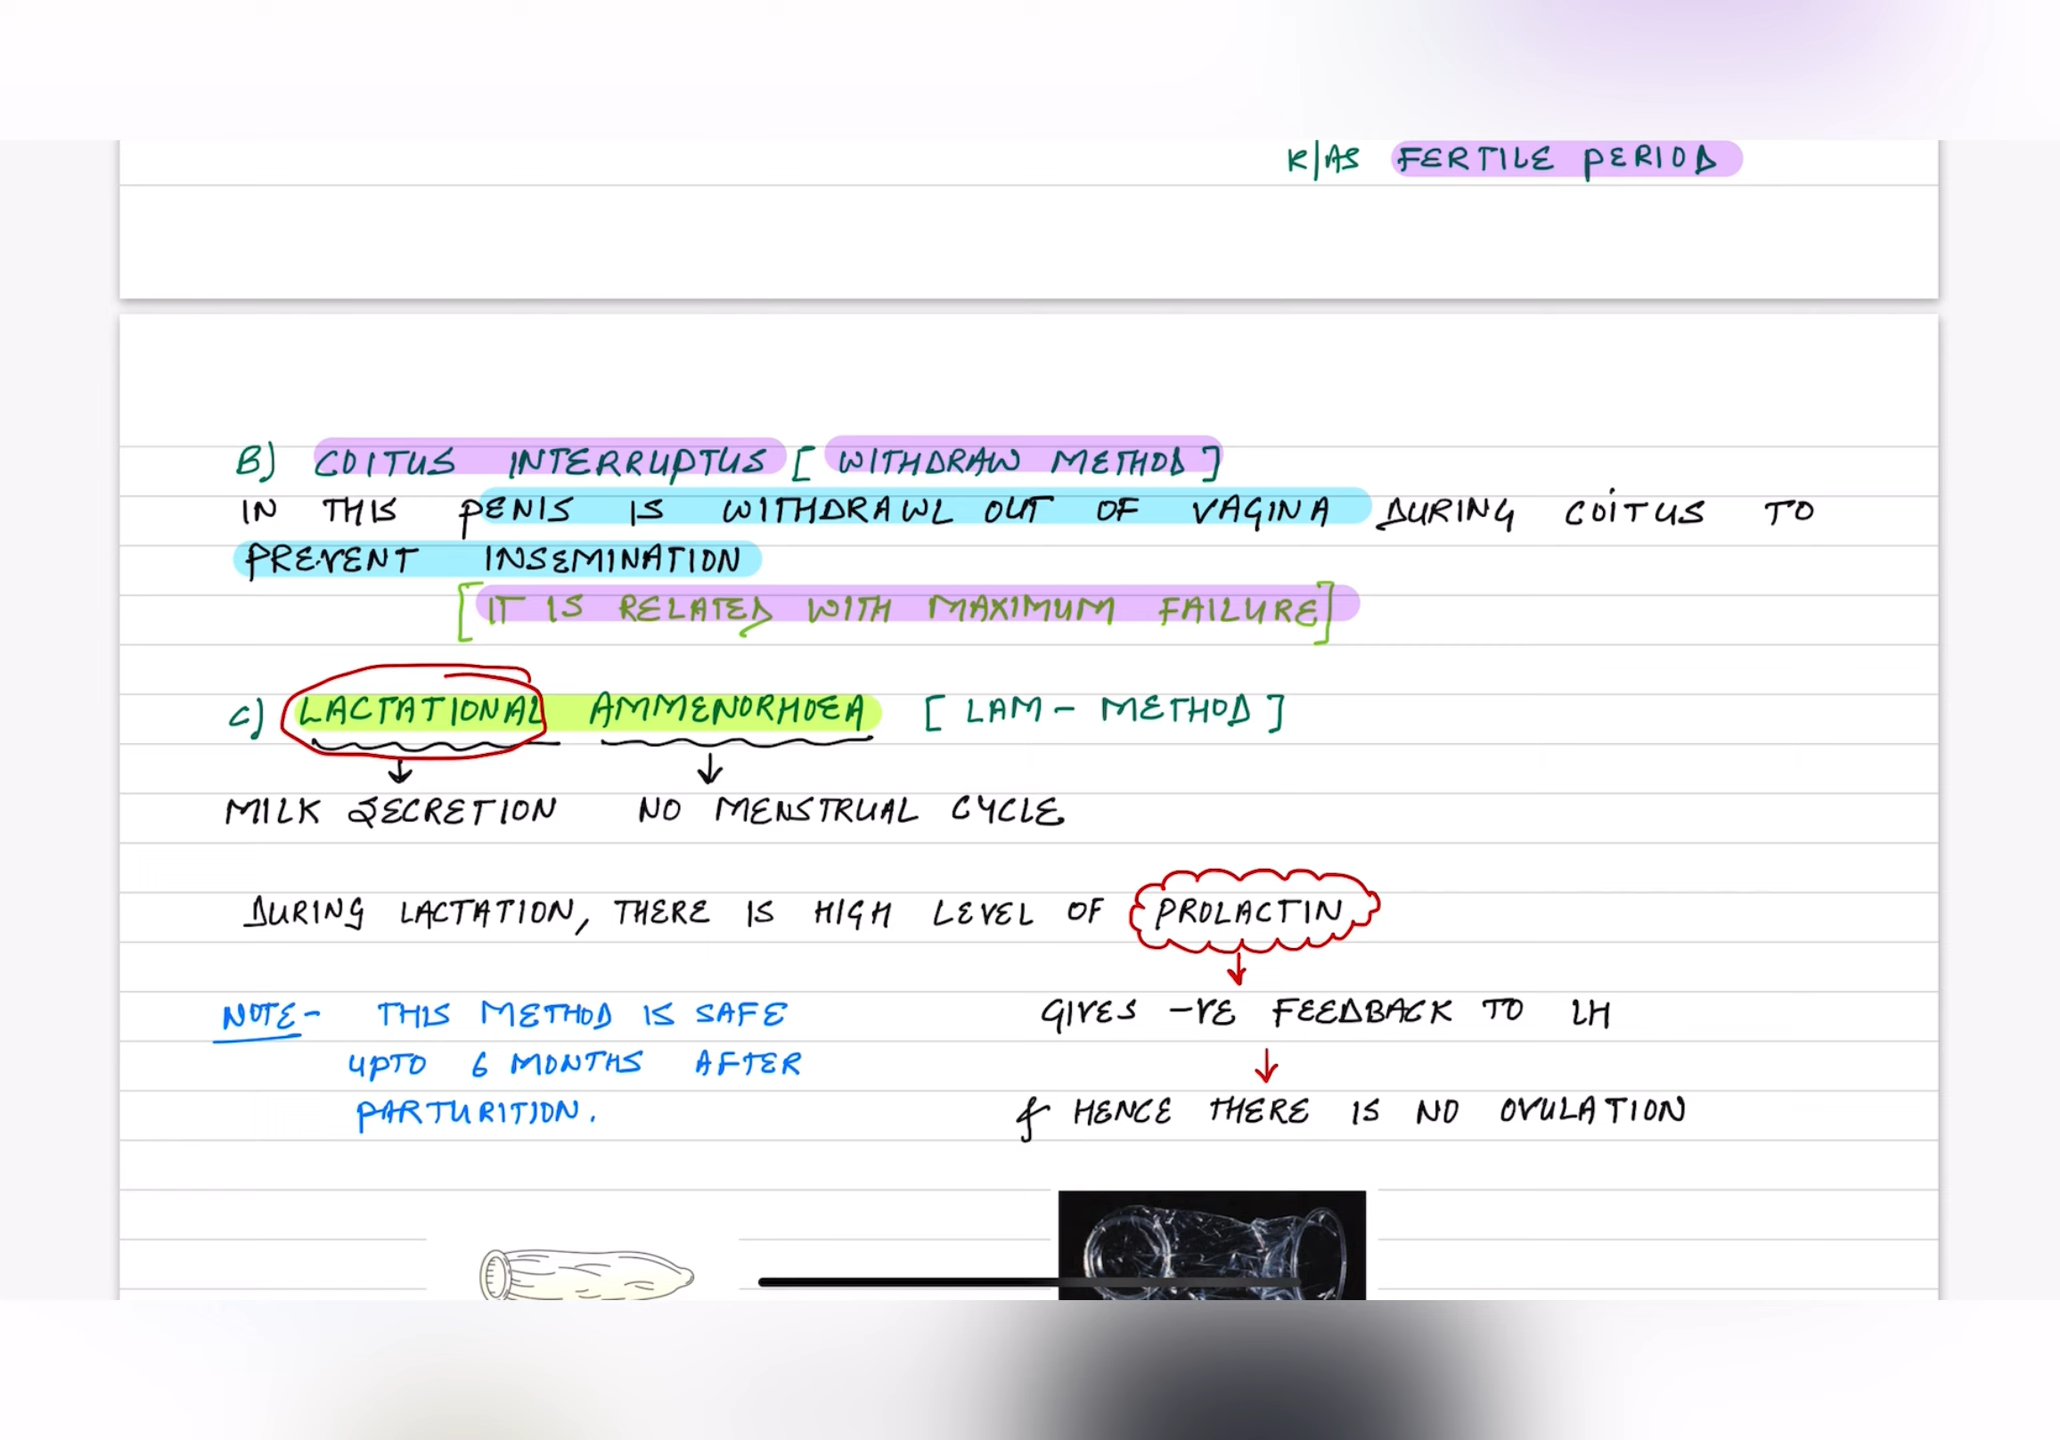 K/AS FERTILE PERIOD
B) COITUS INTERRUPTUS [ WITHDRAW METHOD ]
IN THIS PENIS IS WITHDRAWL OUT OF VAGINA DURING COITUS TO
PREVENT INSEMINATION
[ IT IS RELATED WITH MAXIMUM FAILURE ]
C) LACTATIONAL AMMENORHOEA [ LAM - METHOD ]
MILK SECRETION NO MENSTRUAL CYCLE
DURING LACTATION, THERE IS HIGH LEVEL OF PROLACTIN
NOTE - THIS METHOD IS SAFE
UPTO 6 MONTHS AFTER
PARTURITION.
GIVES -VE FEEDBACK TO LH
& HENCE THERE IS NO OVULATION